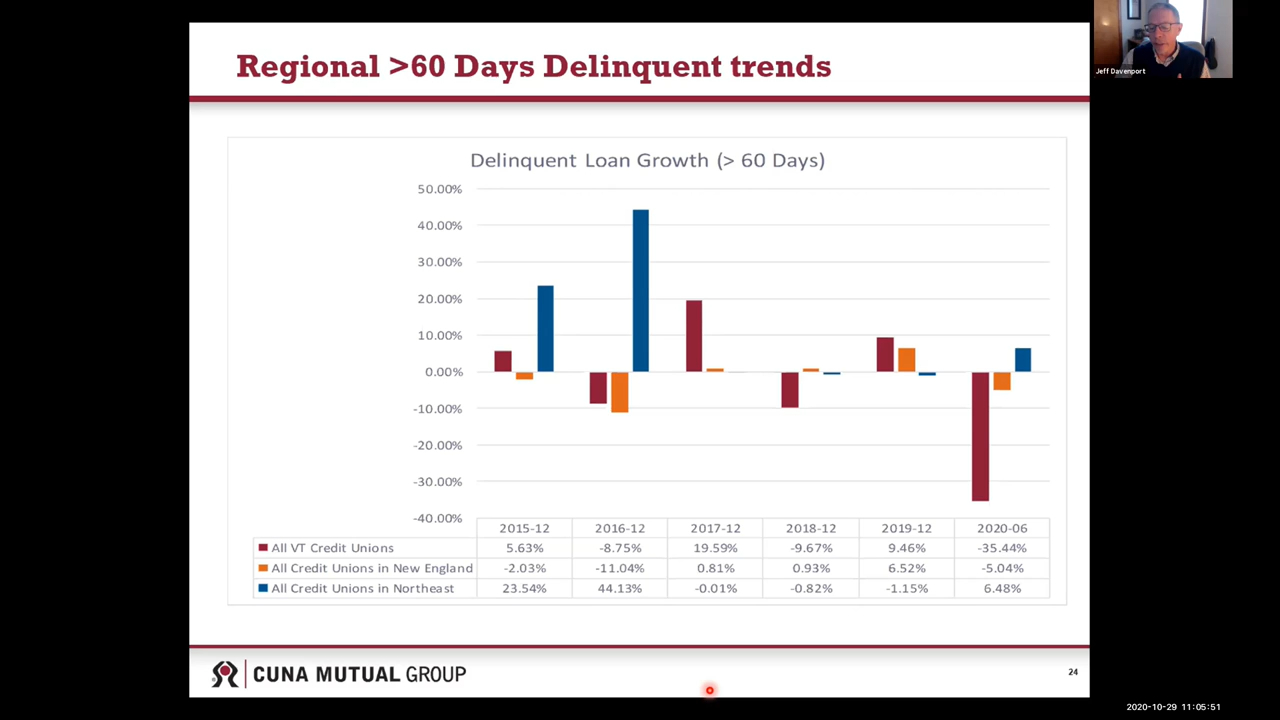 Regional >60 Days Delinquent trends
Jeff Davenport
Delinquent Loan Growth (> 60 Days)
50.00%
40.00%
30.00%
20.00%
10.00%
0.00%
-10.00%
-20.00%
-30.00%
-40.00%
2015-12 2016-12 2017-12 2018-12 2019-12 2020-06
All VT Credit Unions 5.63% -8.75% 19.59% -9.67% 9.46% -35.44%
All Credit Unions in New England -2.03% -11.04% 0.81% 0.93% 6.52% -5.04%
All Credit Unions in Northeast 23.54% 44.13% -0.01% -0.82% -1.15% 6.48%
CUNA MUTUAL GROUP
24
2020-10-29 11:05:51